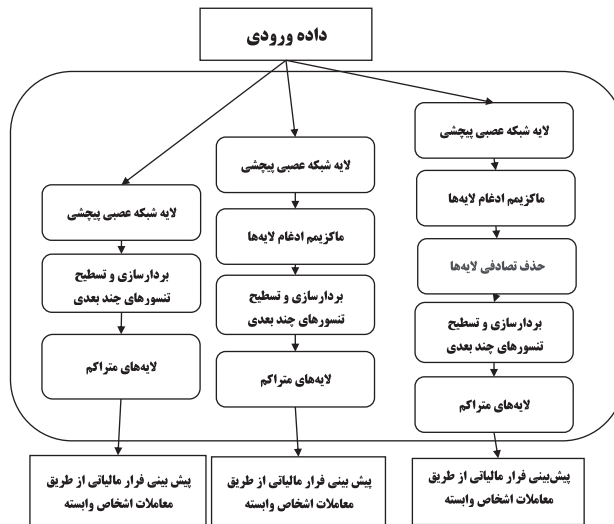 داده ورودی
لایه شبکه عصبی پیچشی
ماکزیمم ادغام لایه‌ها
حذف تصادفی لایه‌ها
بردارسازی و تسطیح
تنسورهای چند بعدی
لایه‌های متراکم
پیش‌بینی فرار مالیاتی از طریق
معاملات اشخاص وابسته
لایه شبکه عصبی پیچشی
ماکزیمم ادغام لایه‌ها
بردارسازی و تسطیح
تنسورهای چند بعدی
لایه‌های متراکم
پیش‌بینی فرار مالیاتی از طریق
معاملات اشخاص وابسته
لایه شبکه عصبی پیچشی
بردارسازی و تسطیح
تنسورهای چند بعدی
لایه‌های متراکم
پیش بینی فرار مالیاتی از طریق
معاملات اشخاص وابسته